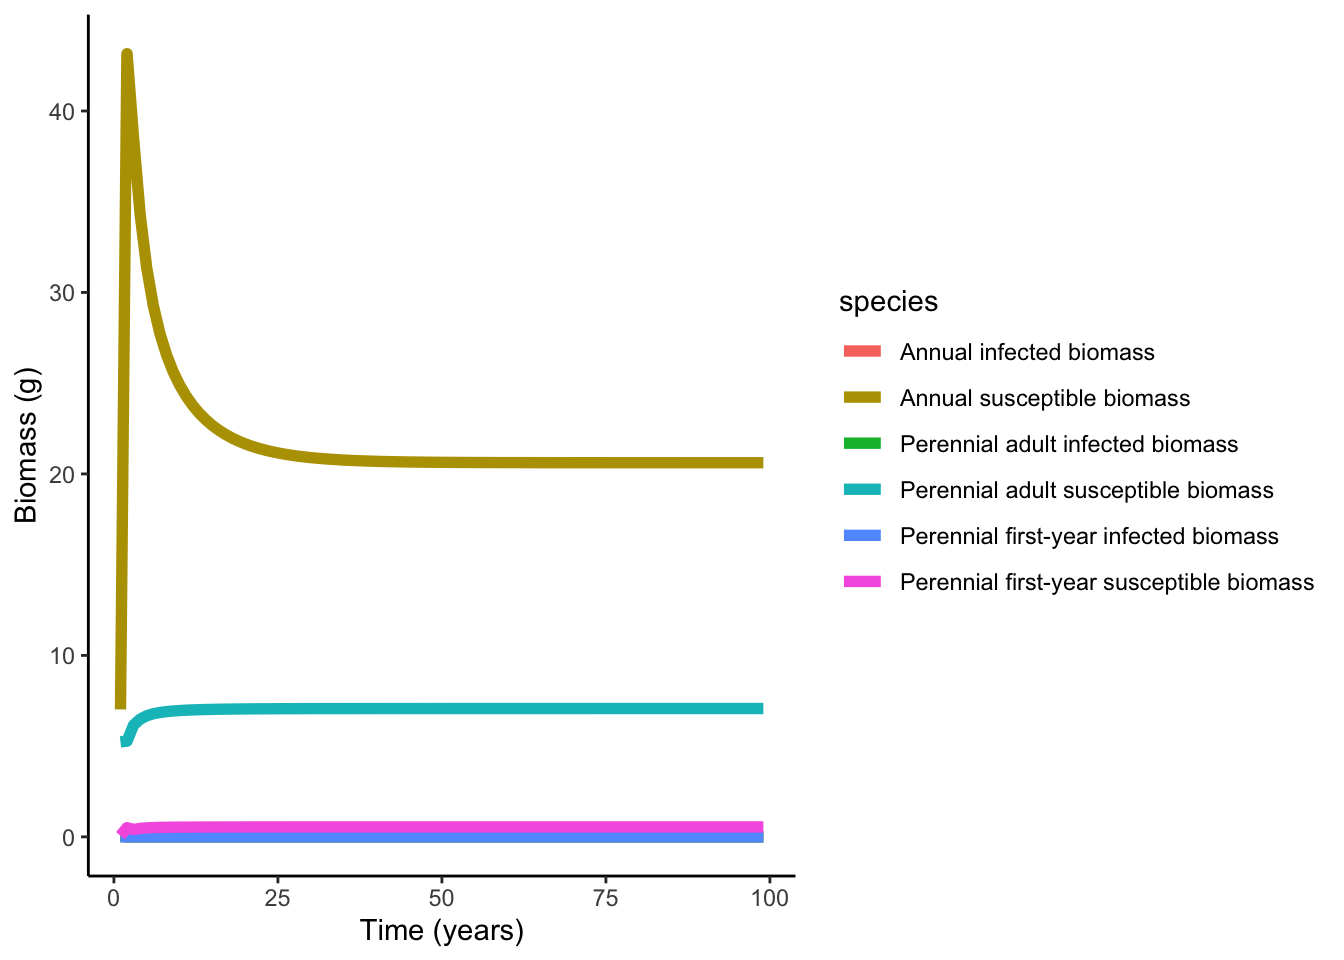 40
30
20
10
0
Biomass (g)
0 25 50 75 100
Time (years)
species
Annual infected biomass
Annual susceptible biomass
Perennial adult infected biomass
Perennial adult susceptible biomass
Perennial first-year infected biomass
Perennial first-year susceptible biomass